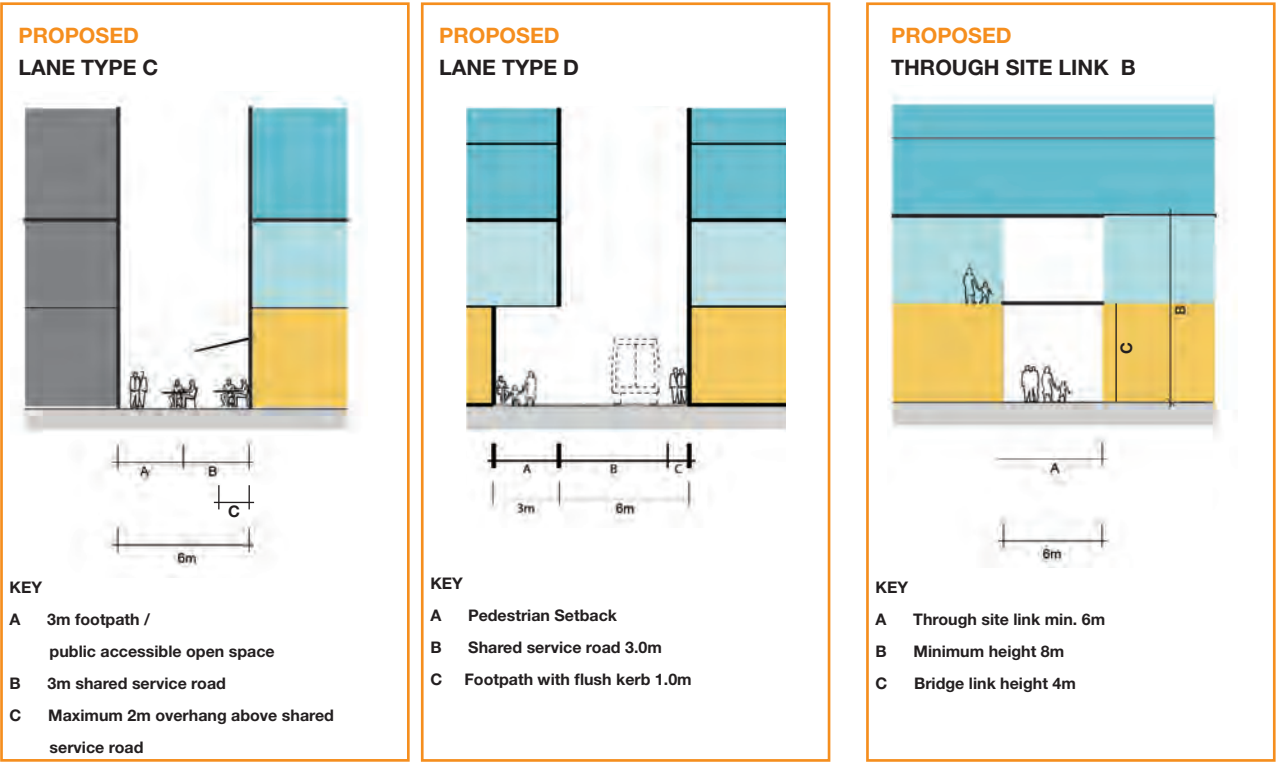 PROPOSED
LANE TYPE C
A
B
C
6m
KEY
A 3m footpath /
public accessible open space
B 3m shared service road
C Maximum 2m overhang above shared
service road
PROPOSED
LANE TYPE D
A
B
C
3m
6m
KEY
A Pedestrian Setback
B Shared service road 3.0m
C Footpath with flush kerb 1.0m
PROPOSED
THROUGH SITE LINK B
B
C
A
6m
KEY
A Through site link min. 6m
B Minimum height 8m
C Bridge link height 4m